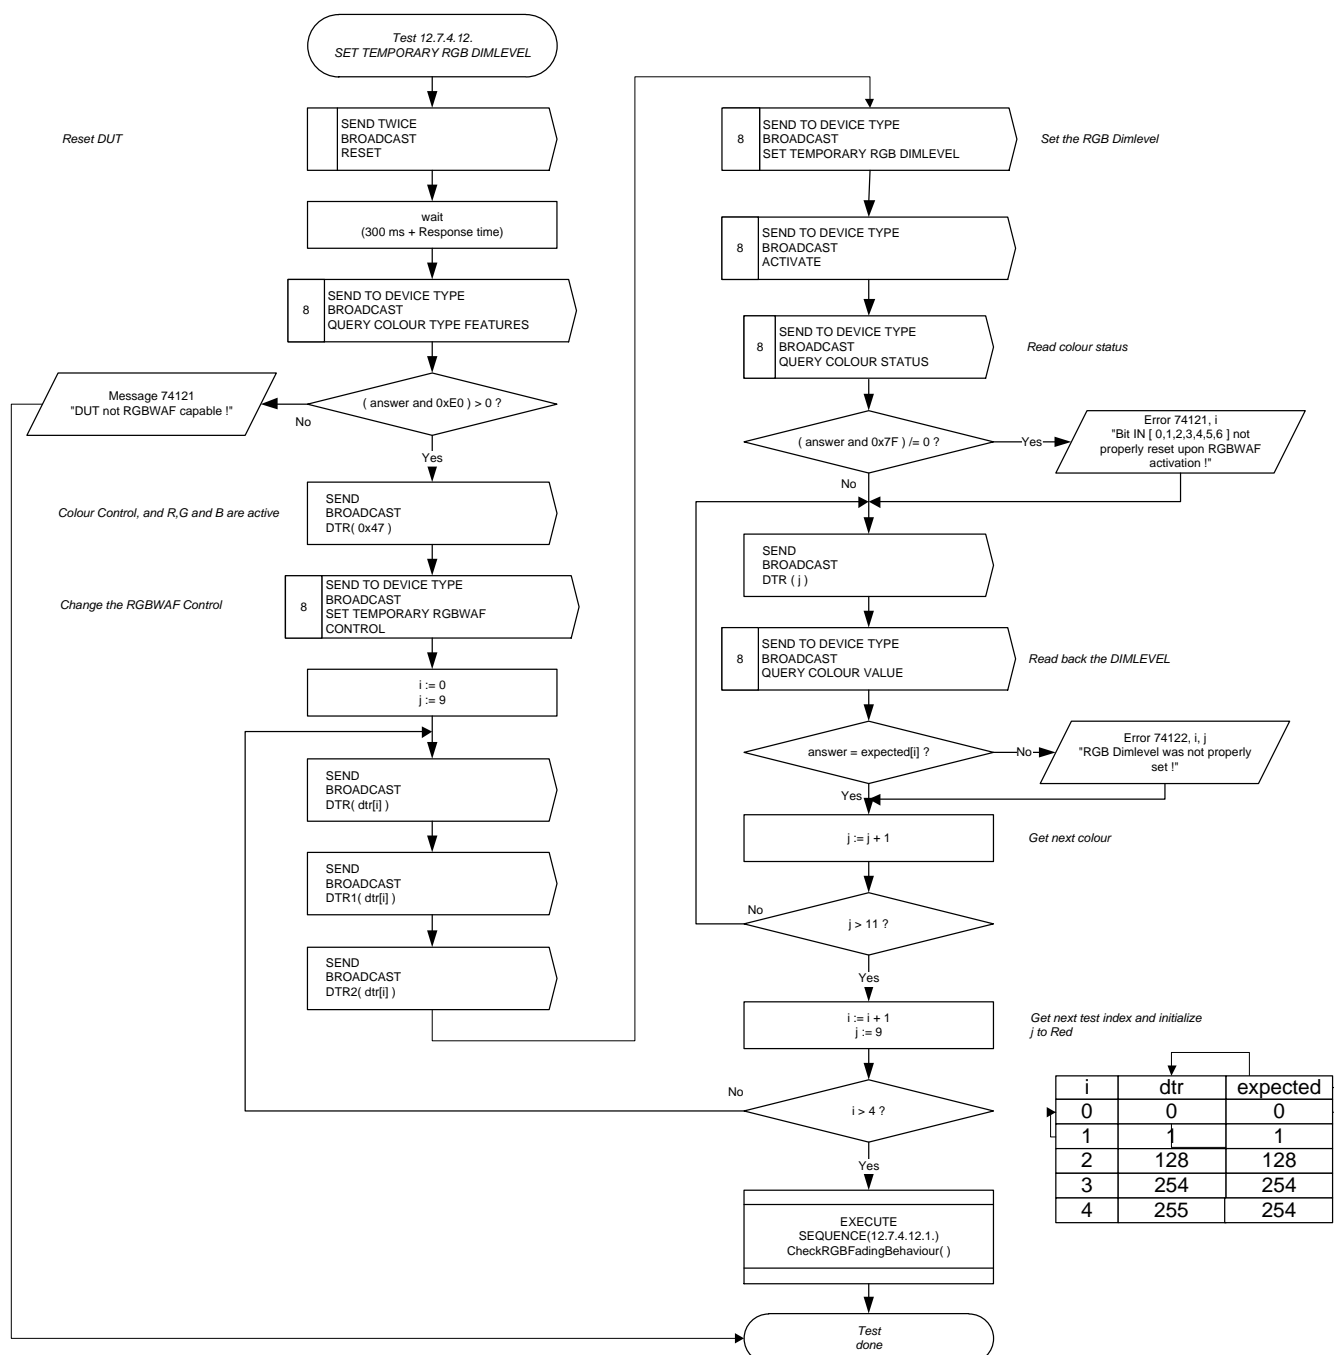 Test 12.7.4.12.
SET TEMPORARY RGB DIMLEVEL
Reset DUT
SEND TWICE
BROADCAST
RESET
wait
(300 ms + Response time)
8
SEND TO DEVICE TYPE
BROADCAST
QUERY COLOUR TYPE FEATURES
Message 74121
"DUT not RGBWAF capable !"
No
( answer and 0xE0 ) > 0 ?
Yes
Colour Control, and R,G and B are active
SEND
BROADCAST
DTR( 0x47 )
Change the RGBWAF Control
8
SEND TO DEVICE TYPE
BROADCAST
SET TEMPORARY RGBWAF
CONTROL
i := 0
j := 9
SEND
BROADCAST
DTR( dtr[i] )
SEND
BROADCAST
DTR1( dtr[i] )
SEND
BROADCAST
DTR2( dtr[i] )
8
SEND TO DEVICE TYPE
BROADCAST
SET TEMPORARY RGB DIMLEVEL
Set the RGB Dimlevel
8
SEND TO DEVICE TYPE
BROADCAST
ACTIVATE
8
SEND TO DEVICE TYPE
BROADCAST
QUERY COLOUR STATUS
Read colour status
( answer and 0x7F ) /= 0 ?
Yes
Error 74121, i
"Bit IN [ 0,1,2,3,4,5,6 ] not
properly reset upon RGBWAF
activation !"
No
SEND
BROADCAST
DTR ( j )
8
SEND TO DEVICE TYPE
BROADCAST
QUERY COLOUR VALUE
Read back the DIMLEVEL
answer = expected[i] ?
No
Error 74122, i, j
"RGB Dimlevel was not properly
set !"
Yes
j := j + 1
Get next colour
No
j > 11 ?
Yes
i := i + 1
j := 9
Get next test index and initialize
j to Red
No
i > 4 ?
Yes
EXECUTE
SEQUENCE(12.7.4.12.1.)
CheckRGBFadingBehaviour( )
Test
done
i dtr expected
0 0 0
1 1 1
2 128 128
3 254 254
4 255 254